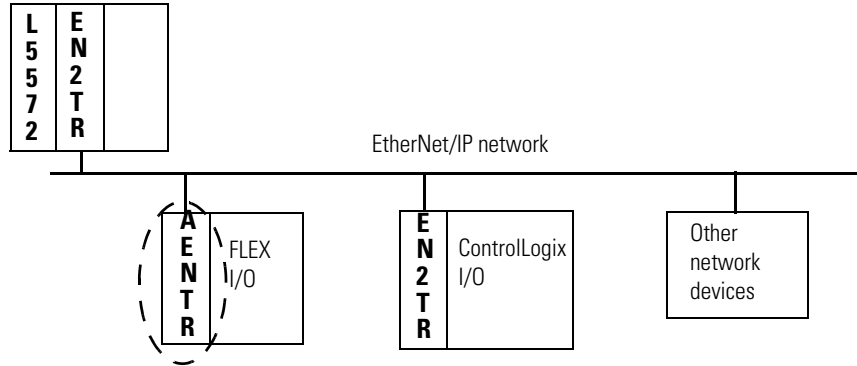 L5572
EN2TR
EtherNet/IP network
AENTR
FLEX
I/O
EN2TR
ControlLogix
I/O
Other
network
devices